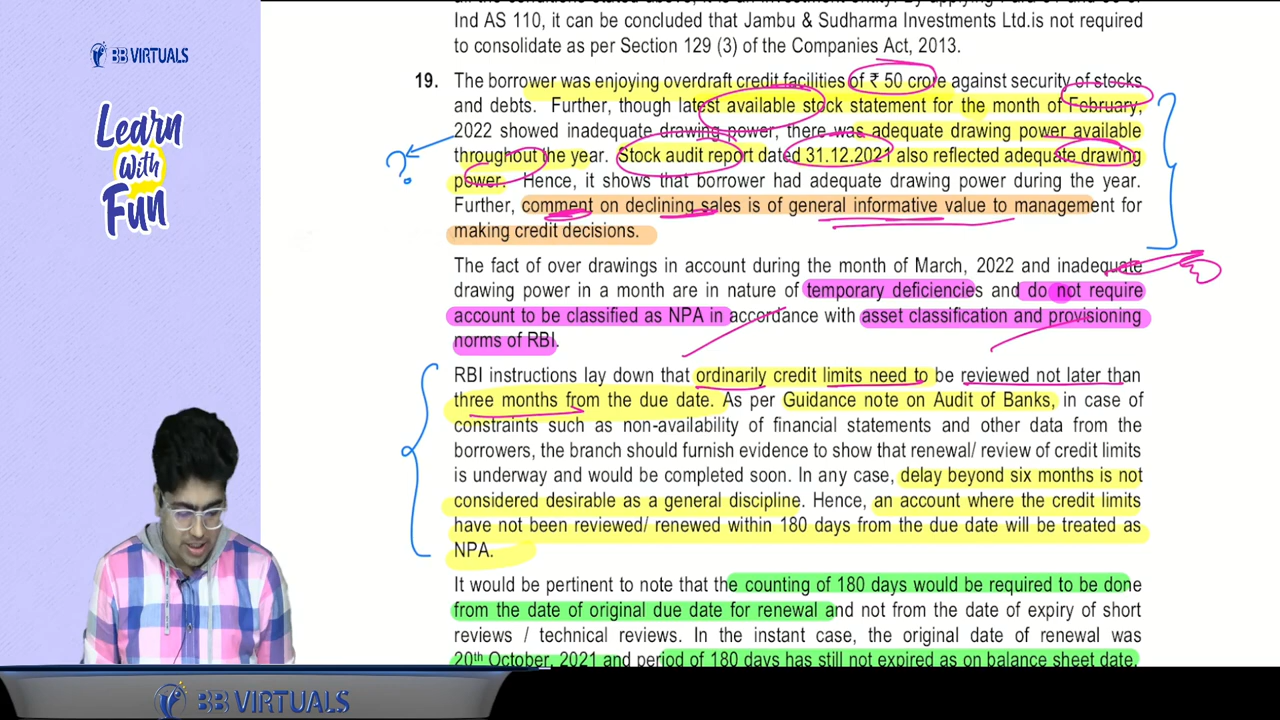 BB VIRTUALS
Learn
With
Fun
Ind AS 110, it can be concluded that Jambu & Sudharma Investments Ltd.is not required
to consolidate as per Section 129 (3) of the Companies Act, 2013.
19. The borrower was enjoying overdraft credit facilities of ₹ 50 crore against security of stocks
and debts. Further, though latest available stock statement for the month of February,
2022 showed inadequate drawing power, there was adequate drawing power available
throughout the year. Stock audit report dated 31.12.2021 also reflected adequate drawing
power. Hence, it shows that borrower had adequate drawing power during the year.
Further, comment on declining sales is of general informative value to management for
making credit decisions.
?
The fact of over drawings in account during the month of March, 2022 and inadequate
drawing power in a month are in nature of temporary deficiencies and do not require
account to be classified as NPA in accordance with asset classification and provisioning
norms of RBI.
RBI instructions lay down that ordinarily credit limits need to be reviewed not later than
three months from the due date. As per Guidance note on Audit of Banks, in case of
constraints such as non-availability of financial statements and other data from the
borrowers, the branch should furnish evidence to show that renewal/ review of credit limits
is underway and would be completed soon. In any case, delay beyond six months is not
considered desirable as a general discipline. Hence, an account where the credit limits
have not been reviewed/ renewed within 180 days from the due date will be treated as
NPA.
It would be pertinent to note that the counting of 180 days would be required to be done
from the date of original due date for renewal and not from the date of expiry of short
reviews / technical reviews. In the instant case, the original date of renewal was
20th October, 2021 and period of 180 days has still not expired as on balance sheet date.
BB VIRTUALS